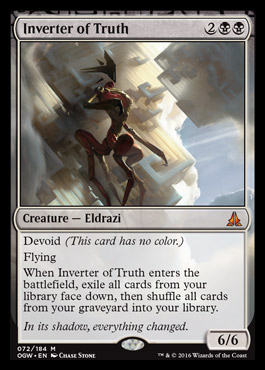 Inverter of Truth 2
Creature — Eldrazi
Devoid (This card has no color.)
Flying
When Inverter of Truth enters the
battlefield, exile all cards from your
library face down, then shuffle all
cards from your graveyard into your library.
In its shadow, everything changed.
6/6
072/184 M
OGW • EN CHASE STONE
™ & © 2016 Wizards of the Coast